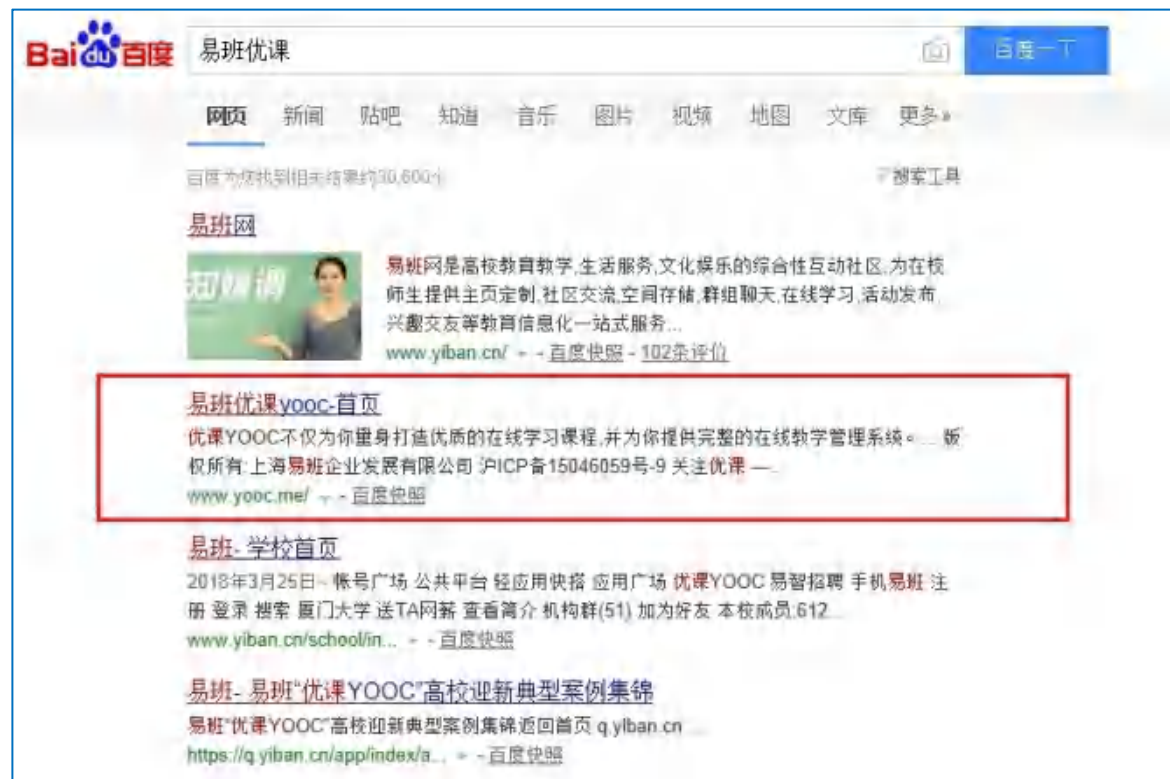 Bai du 百度 易班优课 百度一下
网页 新闻 贴吧 知道 音乐 图片 视频 地图 文库 更多»
百度为您找到相关结果约30,600个 搜索工具
易班网
易班网是高校教育教学,生活服务,文化娱乐的综合性互动社区,为在校
师生提供主页定制,社区交流,空间存储,群组聊天,在线学习,活动发布,
兴趣交友等教育信息化一站式服务...
www.yiban.cn/ - 百度快照 - 102条评价
易班优课yooc-首页
优课YOOC不仅为你量身打造优质的在线学习课程,并为你提供完整的在线教学管理系统。... 版
权所有:上海易班企业发展有限公司 沪ICP备15046059号-9 关注优课 —...
www.yooc.me/ - 百度快照
易班- 学校首页
2018年3月25日 - 帐号广场 公共平台 轻应用快搭 应用广场 优课YOOC 易智招聘 手机易班 注
册 登录 搜索 厦门大学 送TA网薪 查看简介 机构群(51) 加为好友 本校成员:612...
www.yiban.cn/school/in... - 百度快照
易班- 易班“优课YOOC”高校迎新典型案例集锦
易班“优课YOOC”高校迎新典型案例集锦返回首页 q.yiban.cn ...
https://q.yiban.cn/app/index/a... - 百度快照